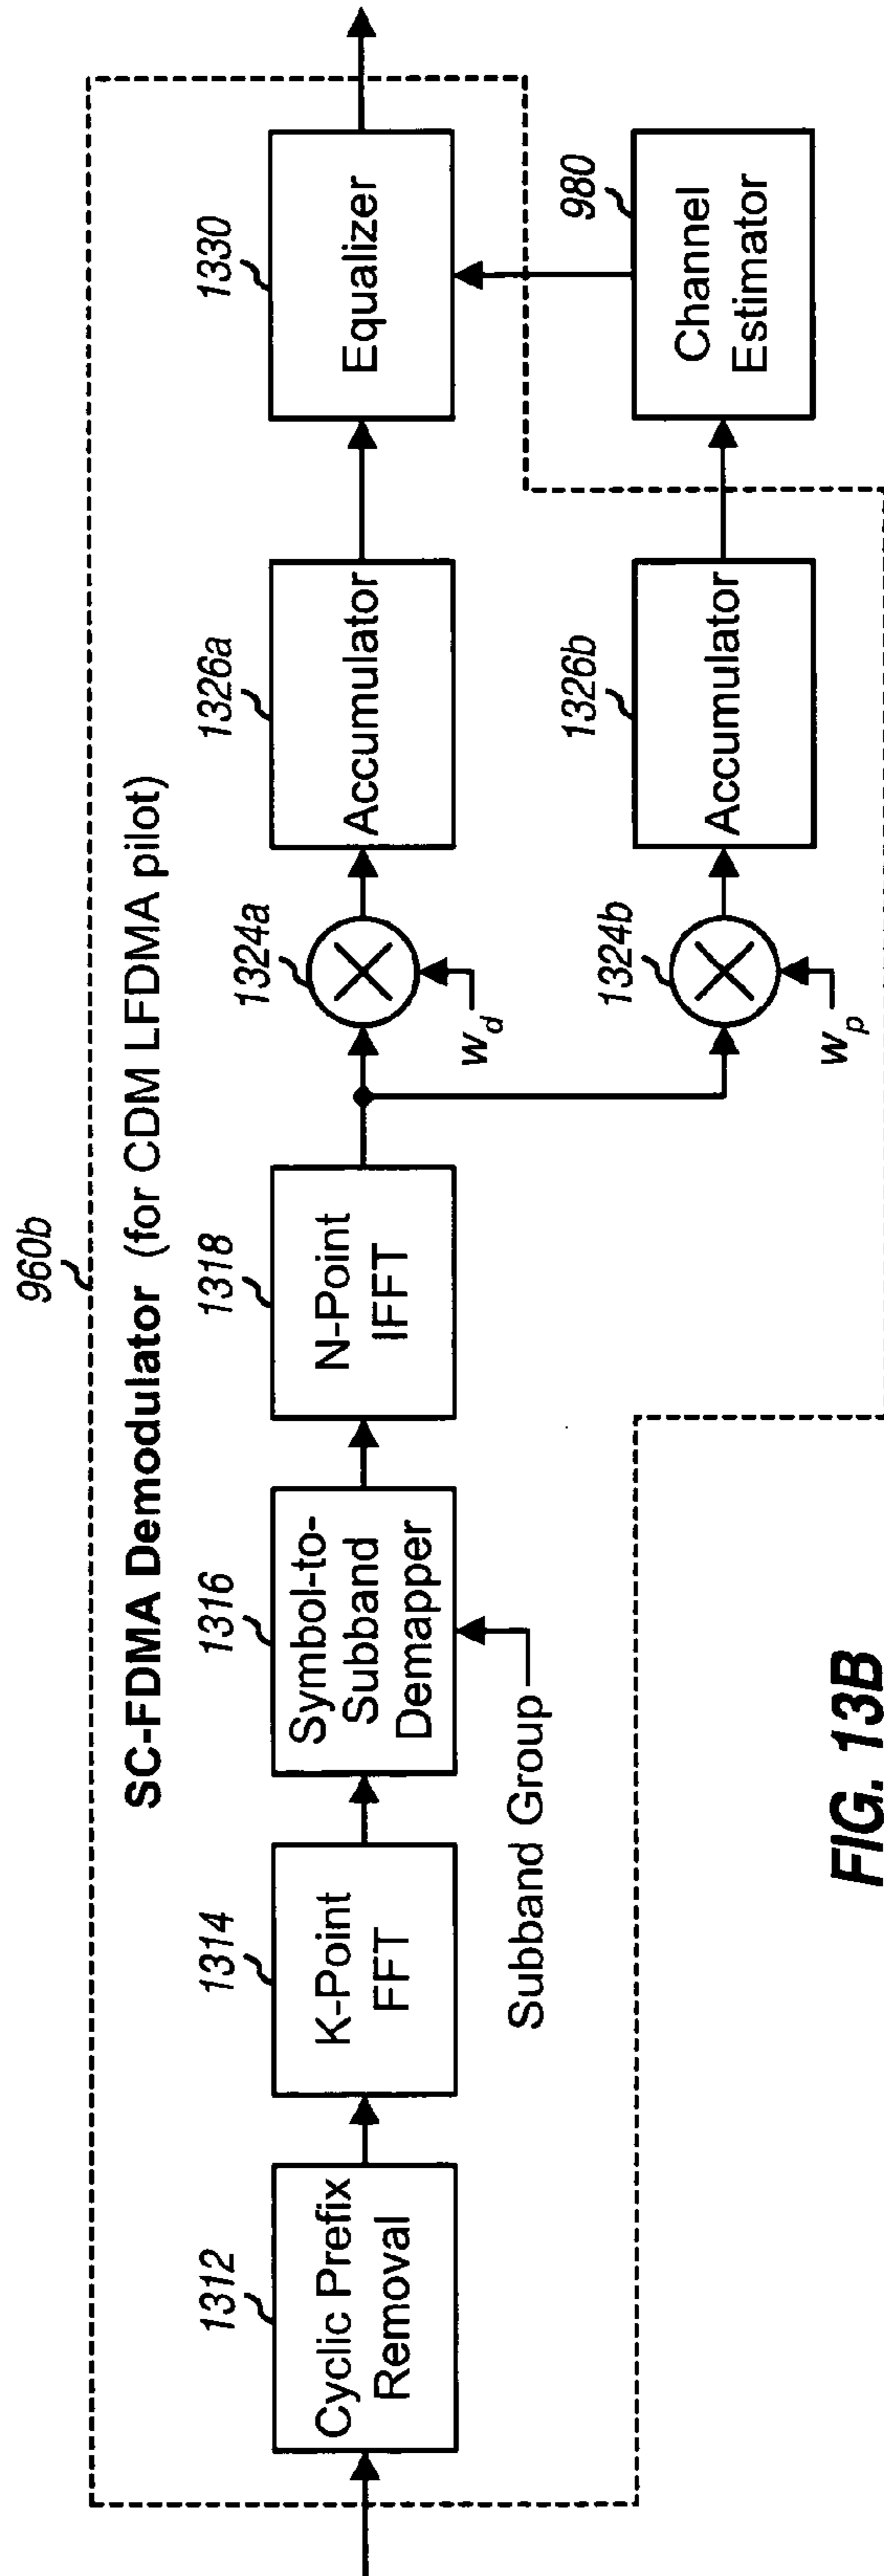 960b
SC-FDMA Demodulator (for CDM LFDMA pilot)
1312
Cyclic Prefix
Removal
1314
K-Point
FFT
1316
Symbol-to-
Subband
Demapper
Subband Group
1318
N-Point
IFFT
1324a
w_d
1326a
Accumulator
1330
Equalizer
1324b
w_p
1326b
Accumulator
980
Channel
Estimator
FIG. 13B